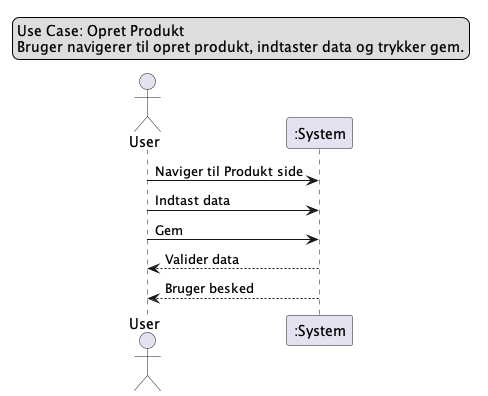 Use Case: Opret Produkt
Bruger navigerer til opret produkt, indtaster data og trykker gem.
User
:System
Naviger til Produkt side
Indtast data
Gem
Valider data
Bruger besked
User
:System